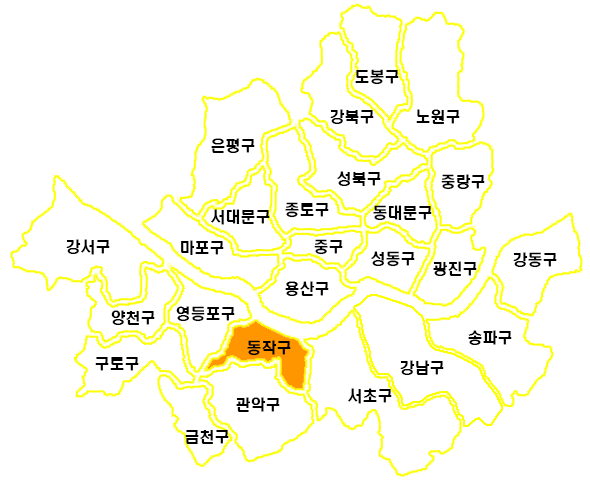 도봉구
강북구
노원구
은평구
성북구
중랑구
서대문구
종로구
동대문구
강서구
마포구
중구
성동구
광진구
강동구
용산구
양천구
영등포구
송파구
동작구
구토구
강남구
서초구
관악구
금천구